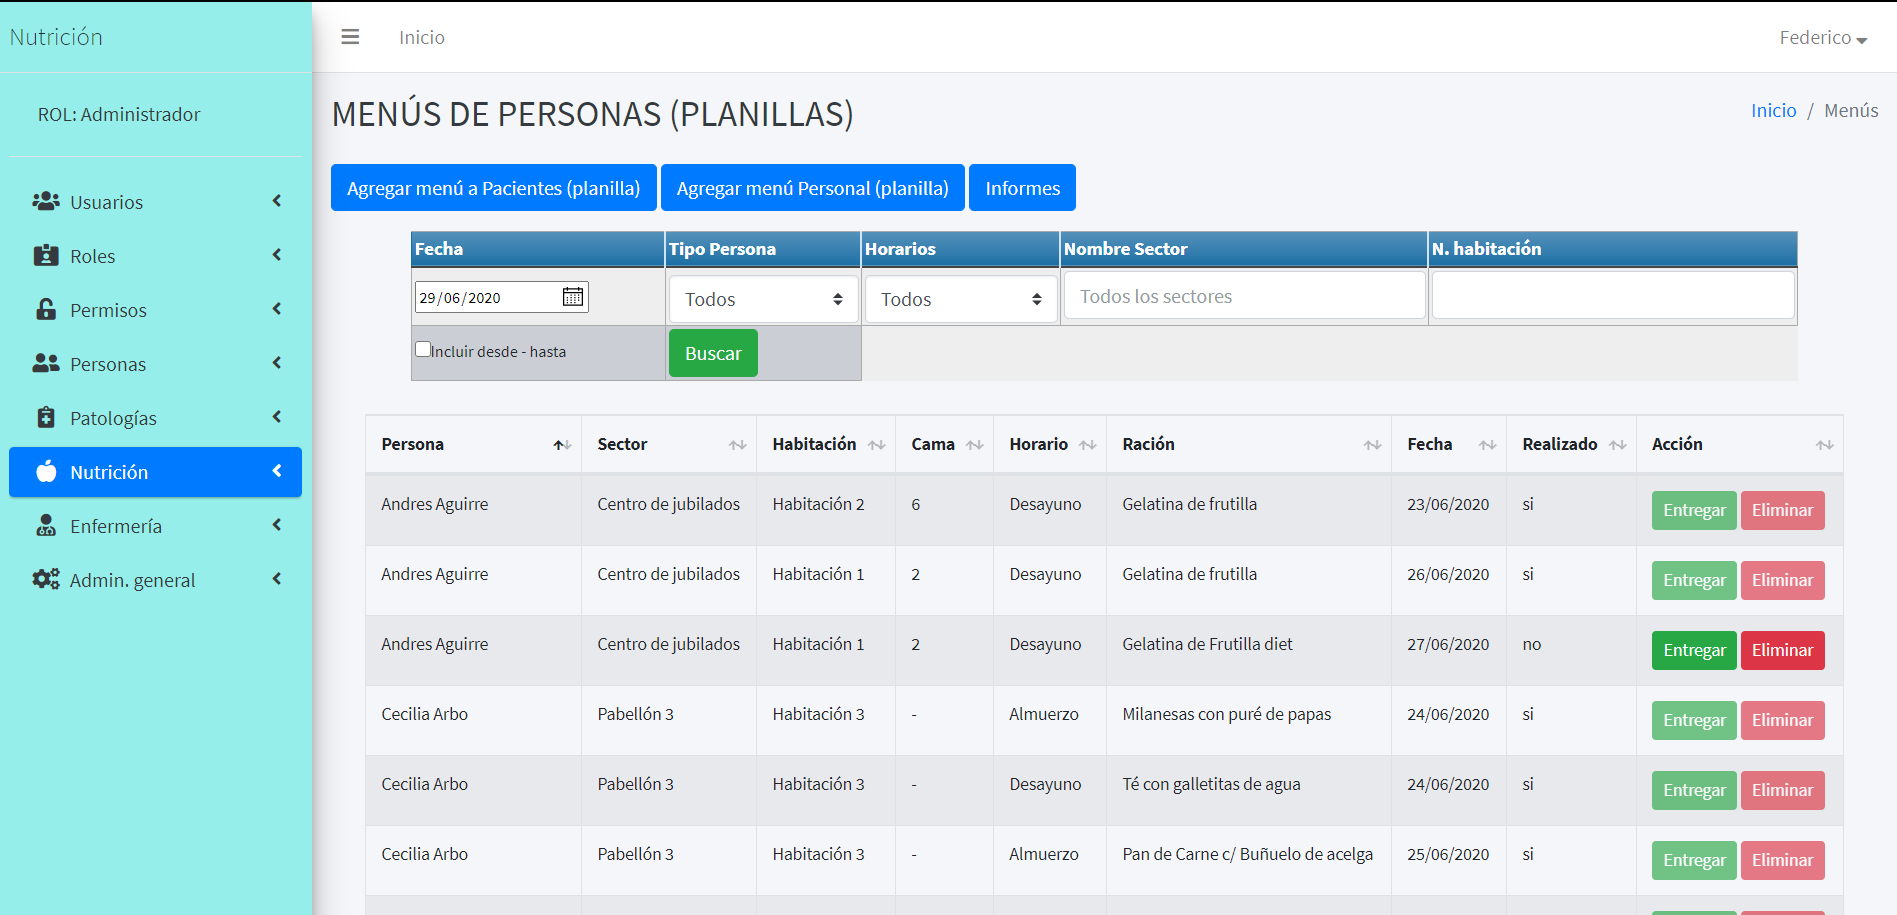 Nutrición
Inicio
Federico
ROL: Administrador
Usuarios
Roles
Permisos
Personas
Patologías
Nutrición
Enfermería
Admin. general
MENÚS DE PERSONAS (PLANILLAS)
Inicio / Menús
Agregar menú a Pacientes (planilla) Agregar menú Personal (planilla) Informes
Fecha Tipo Persona Horarios Nombre Sector N. habitación
29/06/2020 Todos Todos Todos los sectores
Incluir desde - hasta Buscar
Persona Sector Habitación Cama Horario Ración Fecha Realizado Acción
Andres Aguirre Centro de jubilados Habitación 2 6 Desayuno Gelatina de frutilla 23/06/2020 si Entregar Eliminar
Andres Aguirre Centro de jubilados Habitación 1 2 Desayuno Gelatina de frutilla 26/06/2020 si Entregar Eliminar
Andres Aguirre Centro de jubilados Habitación 1 2 Desayuno Gelatina de Frutilla diet 27/06/2020 no Entregar Eliminar
Cecilia Arbo Pabellón 3 Habitación 3 - Almuerzo Milanesas con puré de papas 24/06/2020 si Entregar Eliminar
Cecilia Arbo Pabellón 3 Habitación 3 - Desayuno Té con galletitas de agua 24/06/2020 si Entregar Eliminar
Cecilia Arbo Pabellón 3 Habitación 3 - Almuerzo Pan de Carne c/ Buñuelo de acelga 25/06/2020 si Entregar Eliminar